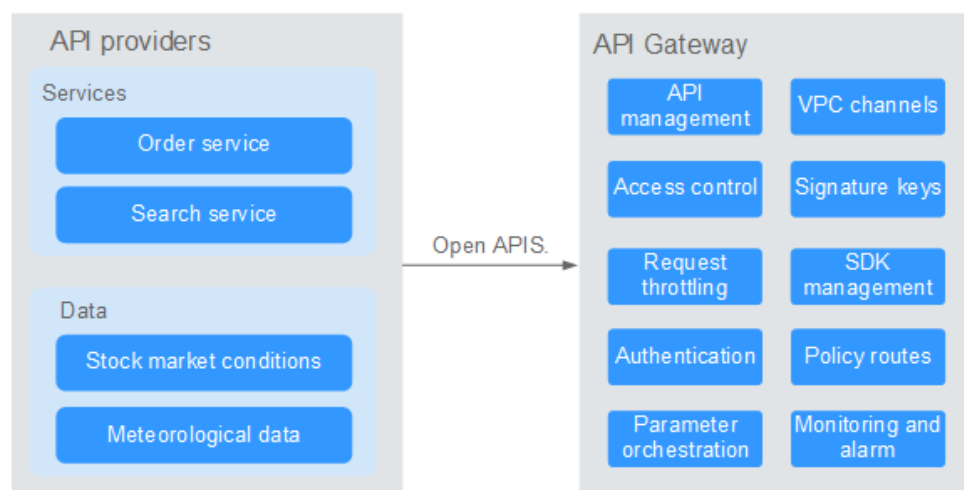 API providers
Services
Order service
Search service
Data
Stock market conditions
Meteorological data
Open APIS.
API Gateway
API
management
VPC channels
Access control
Signature keys
Request
throttling
SDK
management
Authentication
Policy routes
Parameter
orchestration
Monitoring and
alarm